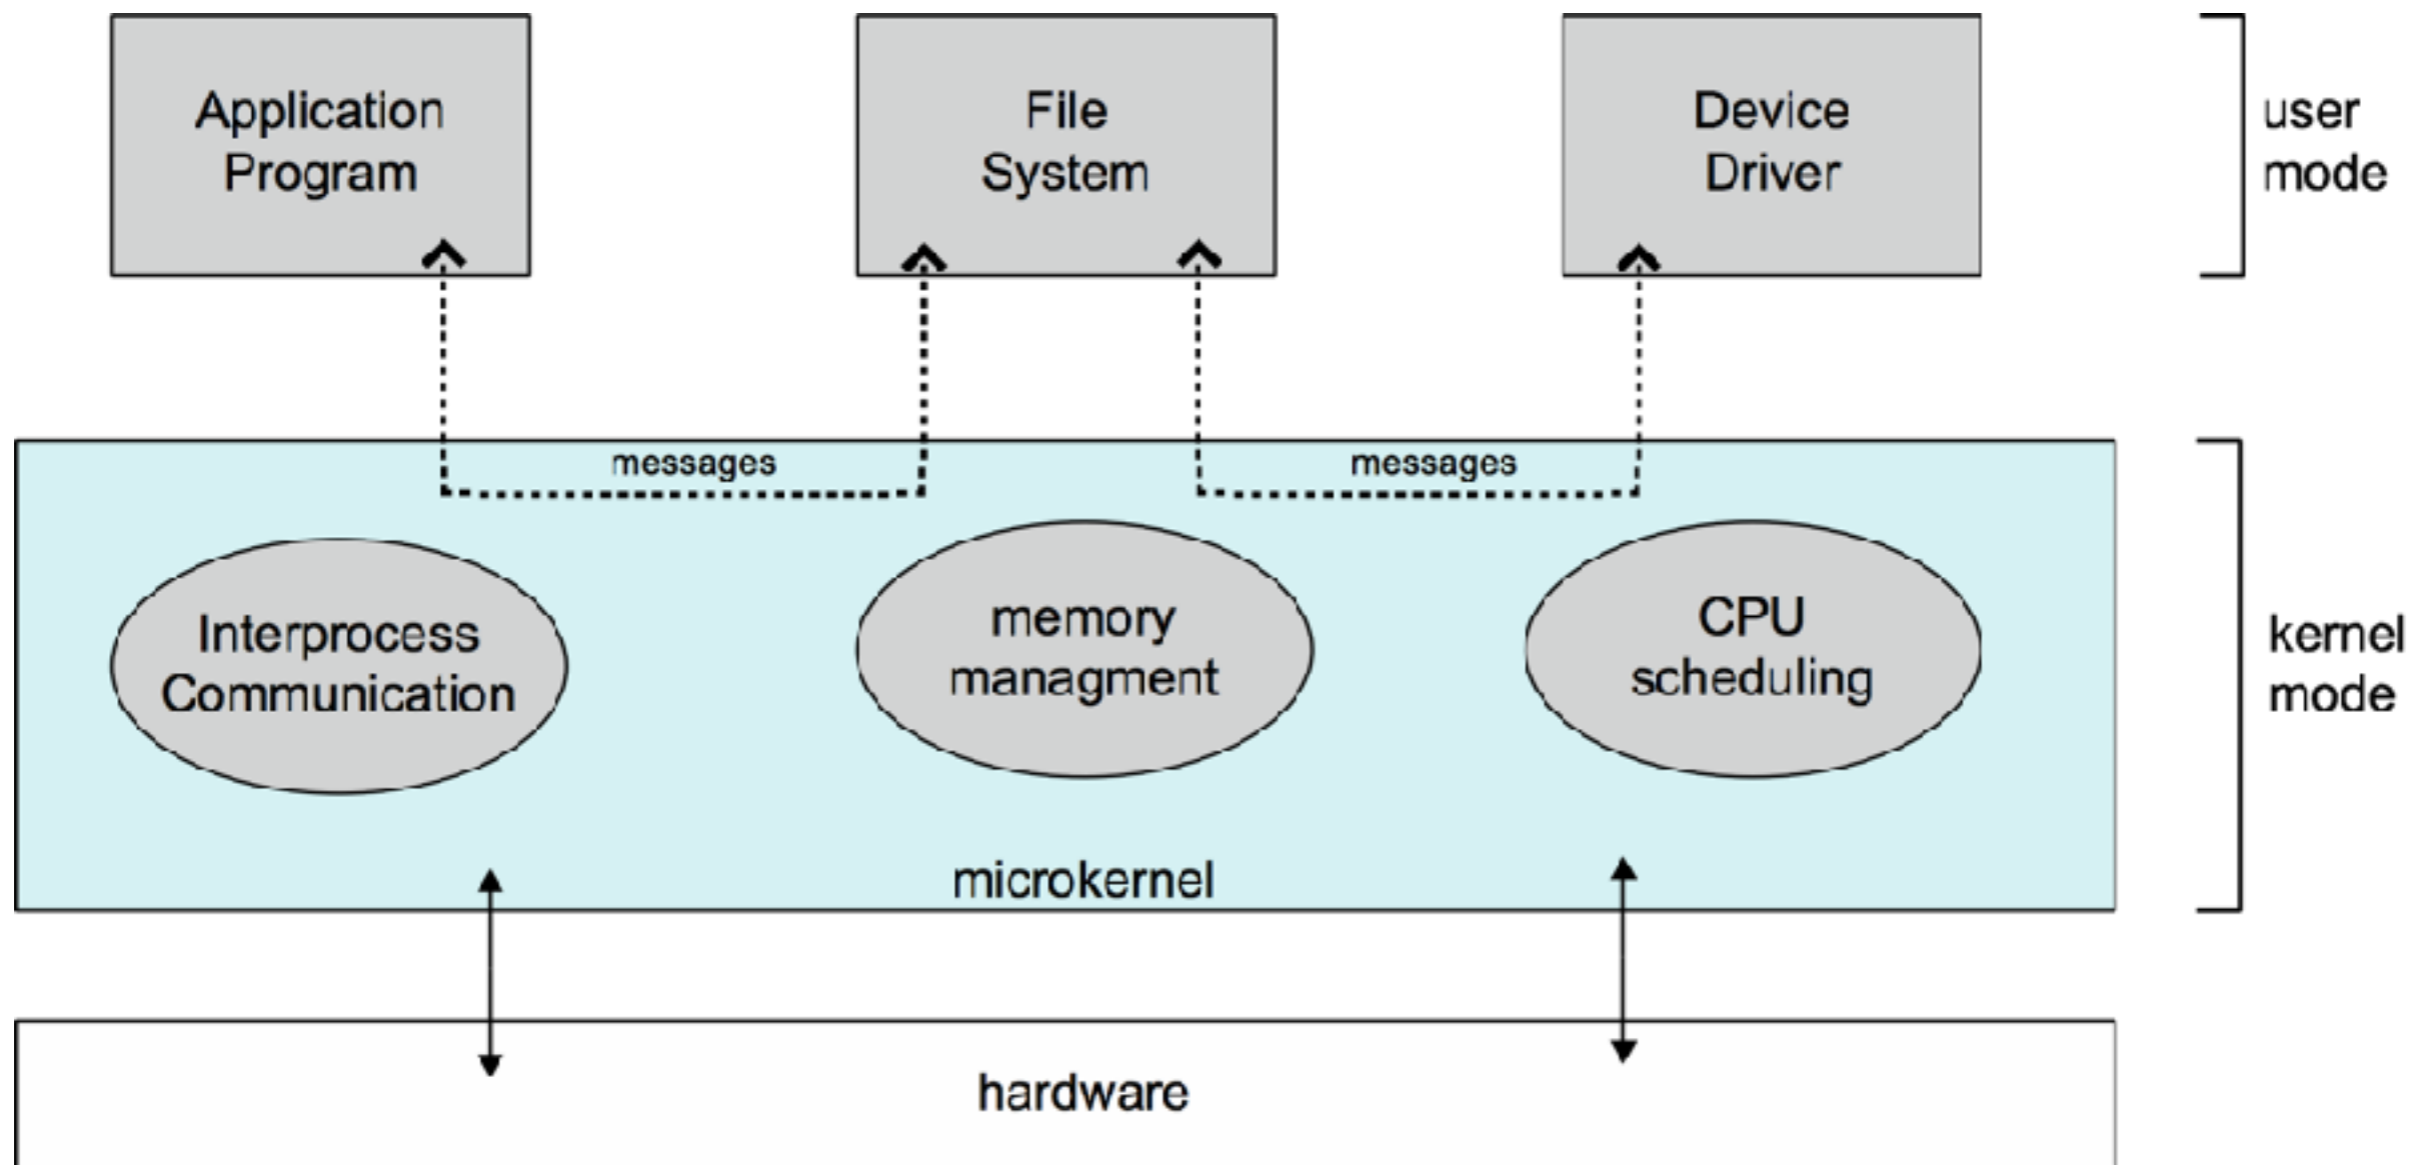 Application
Program
File
System
Device
Driver
user
mode
messages
messages
Interprocess
Communication
memory
managment
CPU
scheduling
kernel
mode
microkernel
hardware